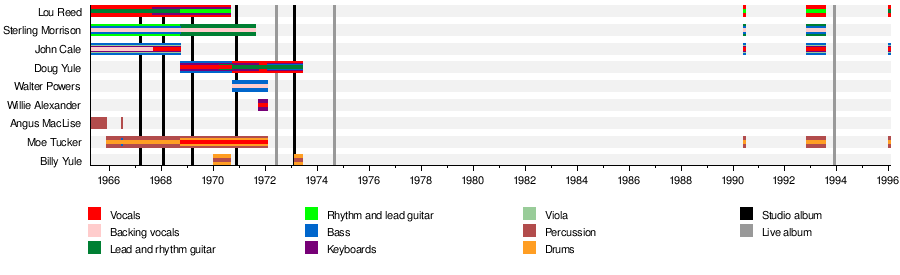 Lou Reed
Sterling Morrison
John Cale
Doug Yule
Walter Powers
Willie Alexander
Angus MacLise
Moe Tucker
Billy Yule
1966 1968 1970 1972 1974 1976 1978 1980 1982 1984 1986 1988 1990 1992 1994 1996
Vocals Rhythm and lead guitar Viola Studio album
Backing vocals Bass Percussion Live album
Lead and rhythm guitar Keyboards Drums